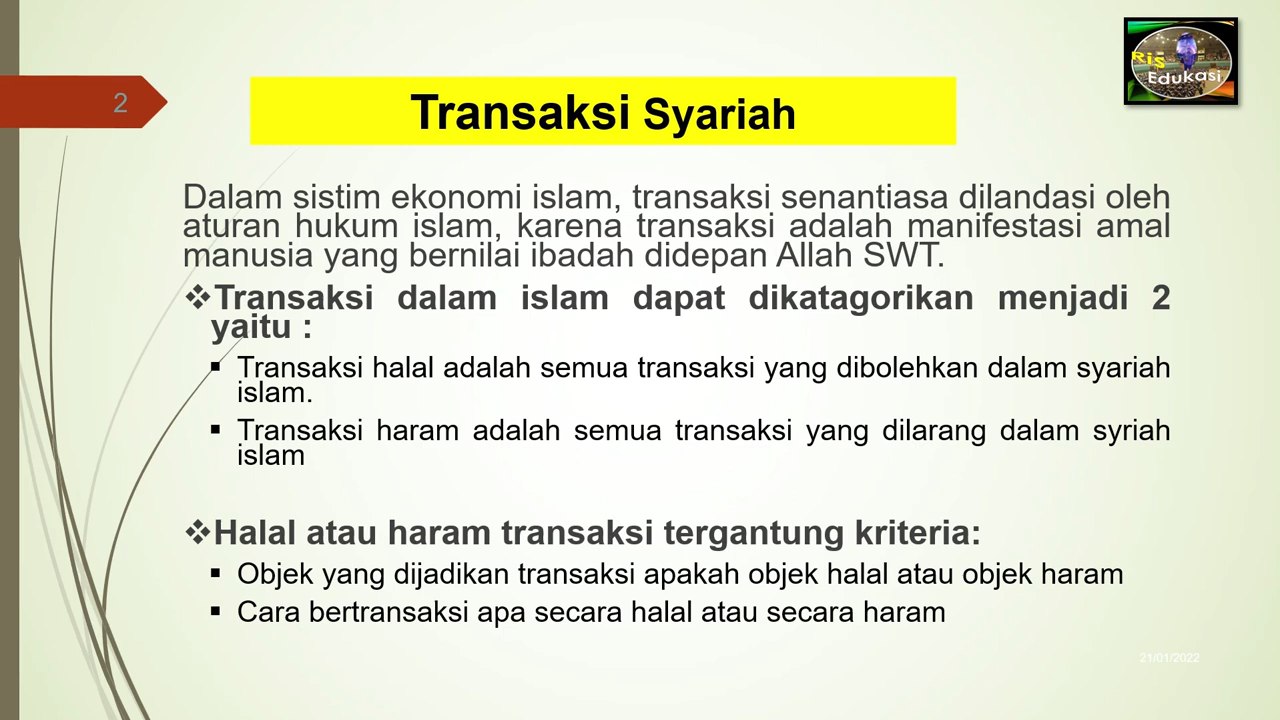 2
Ris
Edukasi
Transaksi Syariah
Dalam sistim ekonomi islam, transaksi senantiasa dilandasi oleh
aturan hukum islam, karena transaksi adalah manifestasi amal
manusia yang bernilai ibadah didepan Allah SWT.
❖Transaksi dalam islam dapat dikatagorikan menjadi 2
yaitu :
▪ Transaksi halal adalah semua transaksi yang dibolehkan dalam syariah
islam.
▪ Transaksi haram adalah semua transaksi yang dilarang dalam syriah
islam
❖Halal atau haram transaksi tergantung kriteria:
▪ Objek yang dijadikan transaksi apakah objek halal atau objek haram
▪ Cara bertransaksi apa secara halal atau secara haram
21/01/2022